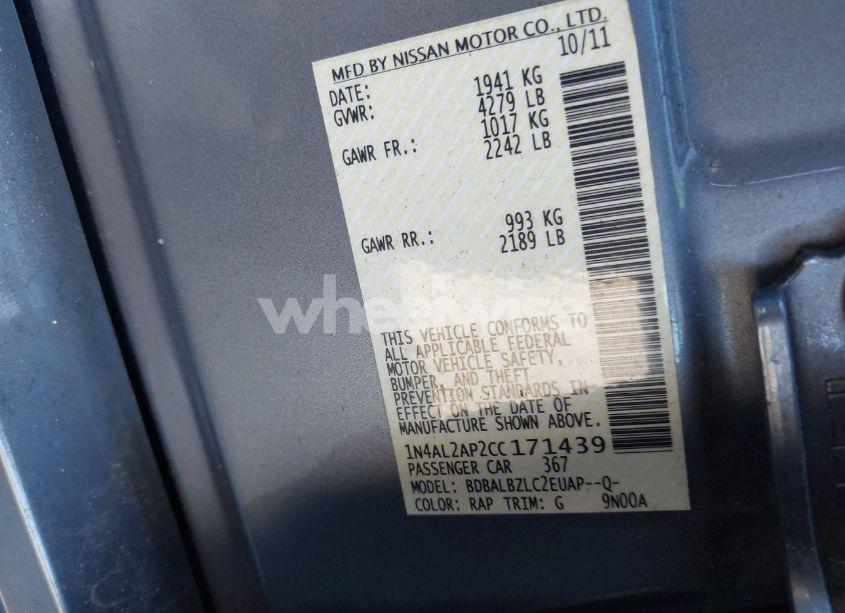 MFD BY NISSAN MOTOR CO., LTD.
DATE: 10/11
GVWR: 1941 KG
4279 LB
GAWR FR.: 1017 KG
2242 LB
GAWR RR.: 993 KG
2189 LB
wheelwise
THIS VEHICLE CONFORMS TO
ALL APPLICABLE FEDERAL
MOTOR VEHICLE SAFETY,
BUMPER, AND THEFT
PREVENTION STANDARDS IN
EFFECT ON THE DATE OF
MANUFACTURE SHOWN ABOVE.
1N4AL2AP2CC171439
PASSENGER CAR 367
MODEL: BDBALBZLC2EUAP--Q-
COLOR: RAP TRIM: G 9N00A